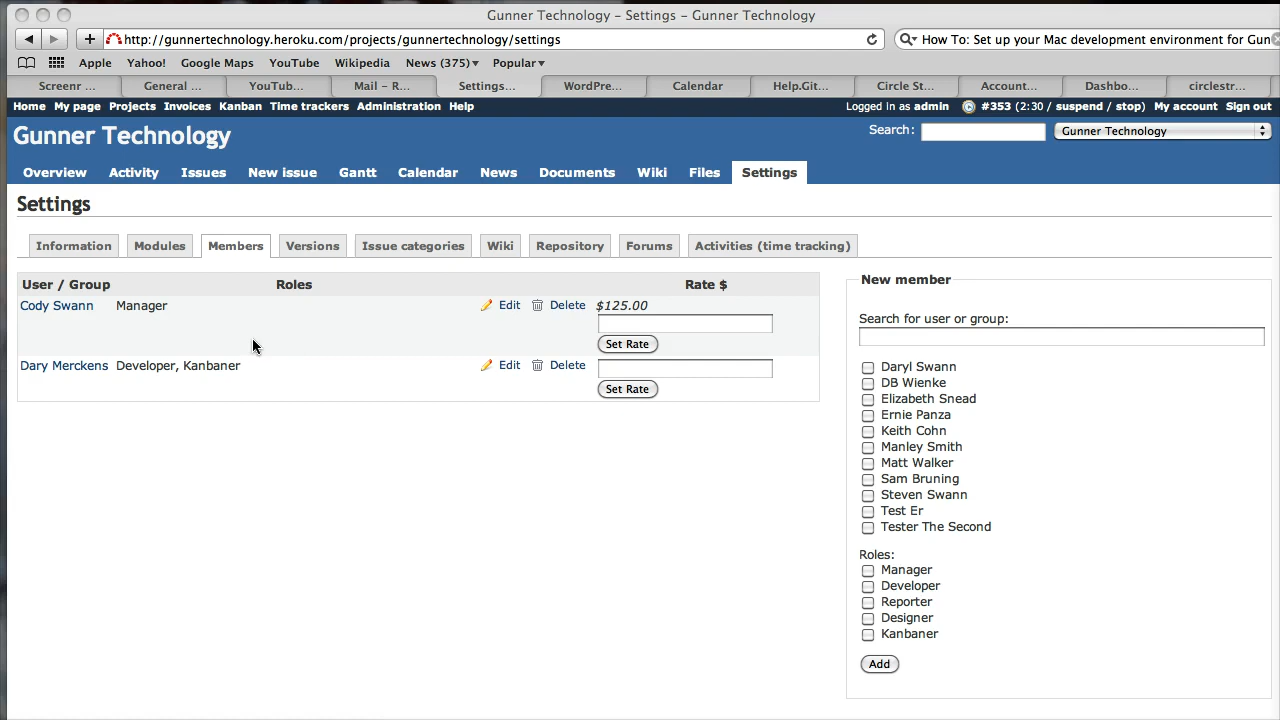 Gunner Technology – Settings – Gunner Technology
http://gunnertechnology.heroku.com/projects/gunnertechnology/settings
How To: Set up your Mac development environment for Gun
Apple Yahoo! Google Maps YouTube Wikipedia News (375)▾ Popular▾
Screenr ... General ... YouTub... Mail – R... Settings... WordPre... Calendar Help.Git... Circle St... Account... Dashbo... circlestr...
Home My page Projects Invoices Kanban Time trackers Administration Help Logged in as admin #353 (2:30 / suspend / stop) My account Sign out
Gunner Technology Search: Gunner Technology
Overview Activity Issues New issue Gantt Calendar News Documents Wiki Files Settings
Settings
Information Modules Members Versions Issue categories Wiki Repository Forums Activities (time tracking)
User / Group Roles Rate $
Cody Swann Manager Edit Delete $125.00
Set Rate
Dary Merckens Developer, Kanbaner Edit Delete
Set Rate
New member
Search for user or group:
Daryl Swann
DB Wienke
Elizabeth Snead
Ernie Panza
Keith Cohn
Manley Smith
Matt Walker
Sam Bruning
Steven Swann
Test Er
Tester The Second
Roles:
Manager
Developer
Reporter
Designer
Kanbaner
Add